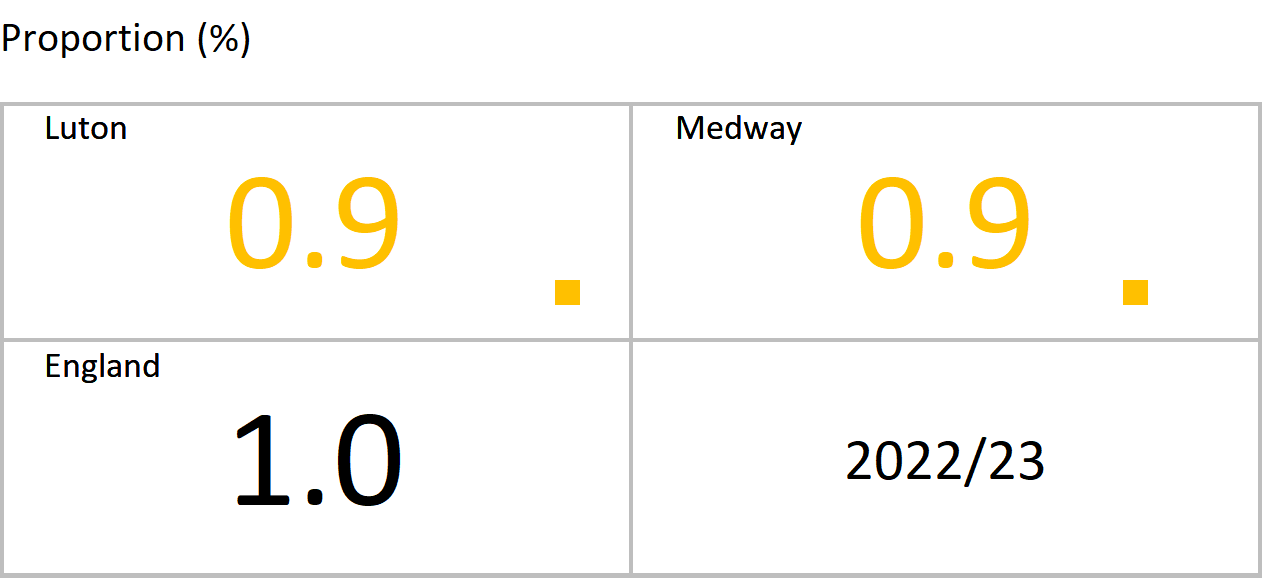 Proportion (%)
Luton
Medway
0.9
0.9
England
1.0
2022/23